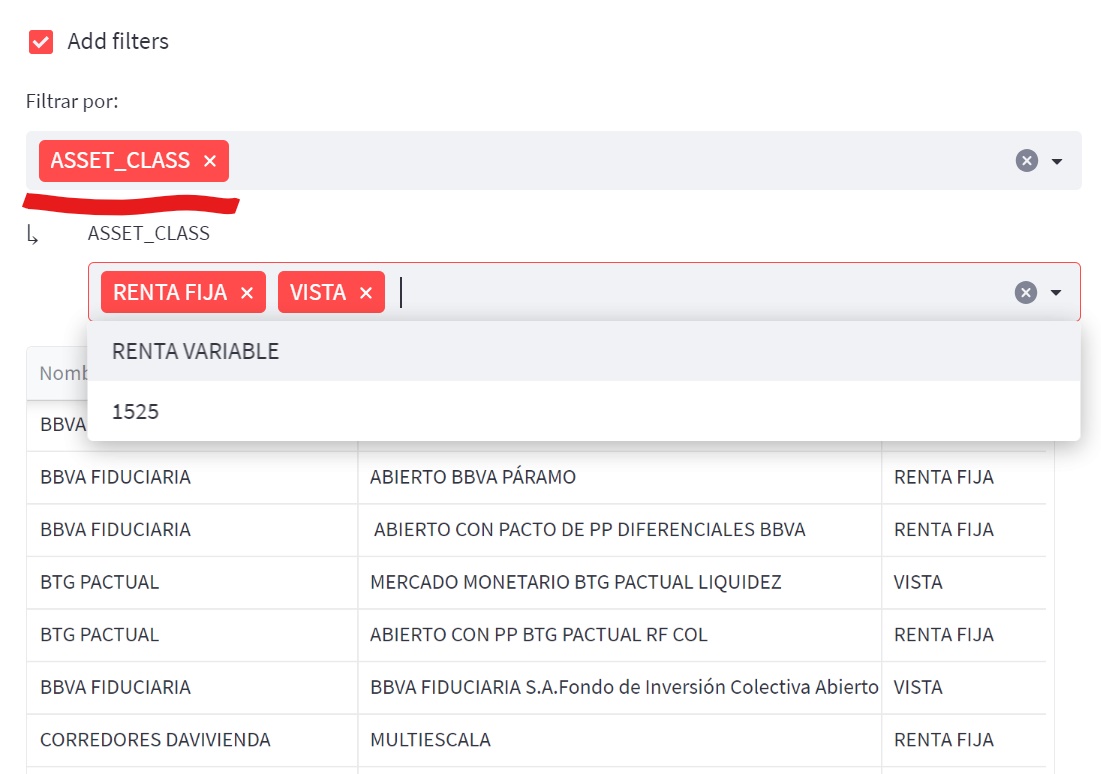 Add filters
Filtrar por:
ASSET_CLASS ×
ASSET_CLASS
RENTA FIJA × VISTA ×
RENTA VARIABLE
1525
Nomb
BBVA
BBVA FIDUCIARIA ABIERTO BBVA PÁRAMO RENTA FIJA
BBVA FIDUCIARIA ABIERTO CON PACTO DE PP DIFERENCIALES BBVA RENTA FIJA
BTG PACTUAL MERCADO MONETARIO BTG PACTUAL LIQUIDEZ VISTA
BTG PACTUAL ABIERTO CON PP BTG PACTUAL RF COL RENTA FIJA
BBVA FIDUCIARIA BBVA FIDUCIARIA S.A.Fondo de Inversión Colectiva Abierto VISTA
CORREDORES DAVIVIENDA MULTIESCALA RENTA FIJA